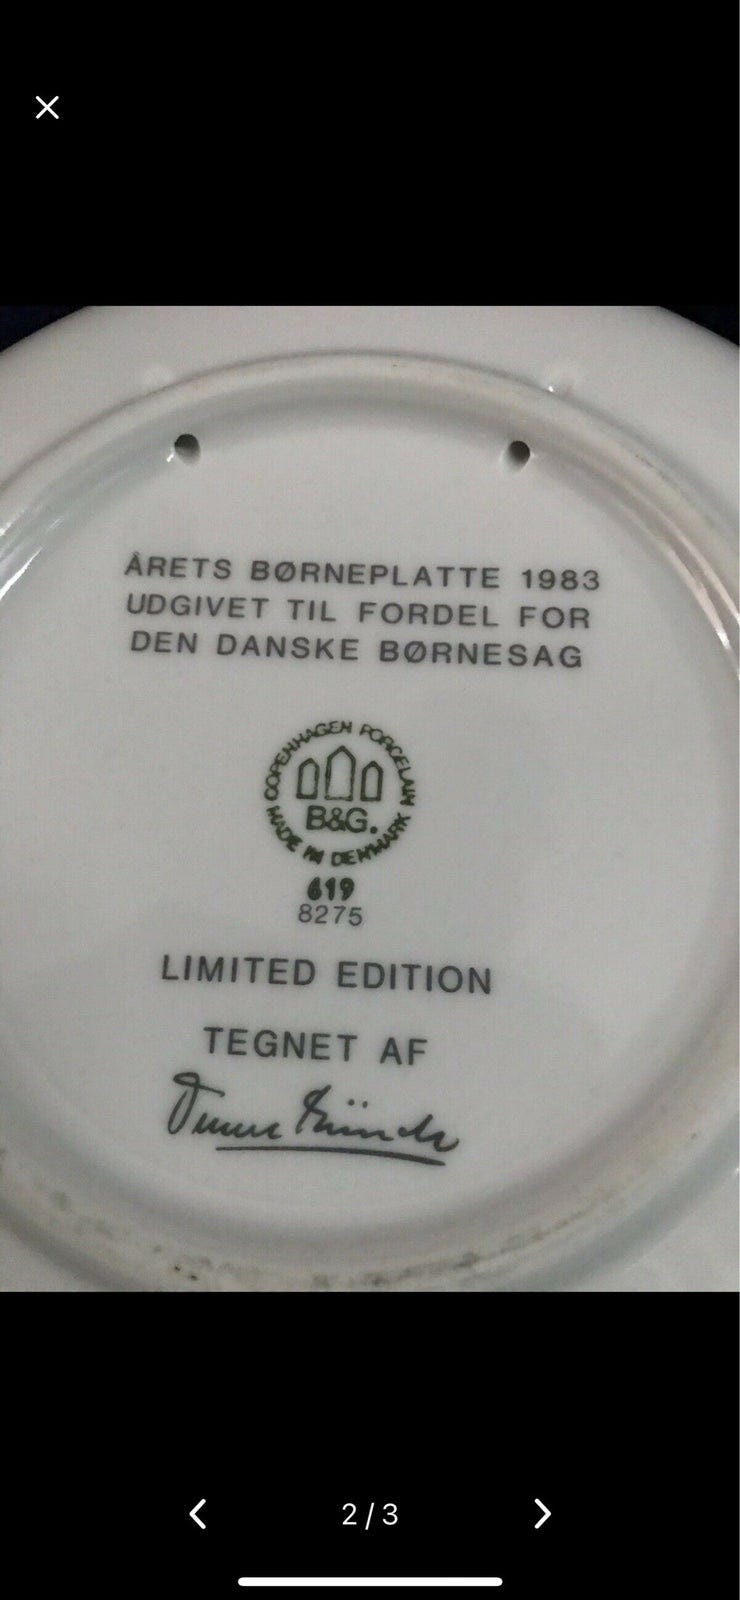 ÅRETS BØRNEPLATTE 1983
UDGIVET TIL FORDEL FOR
DEN DANSKE BØRNESAG
COPENHAGEN PORCELAIN
B&G.
MADE IN DENMARK
619
8275
LIMITED EDITION
TEGNET AF
2/3